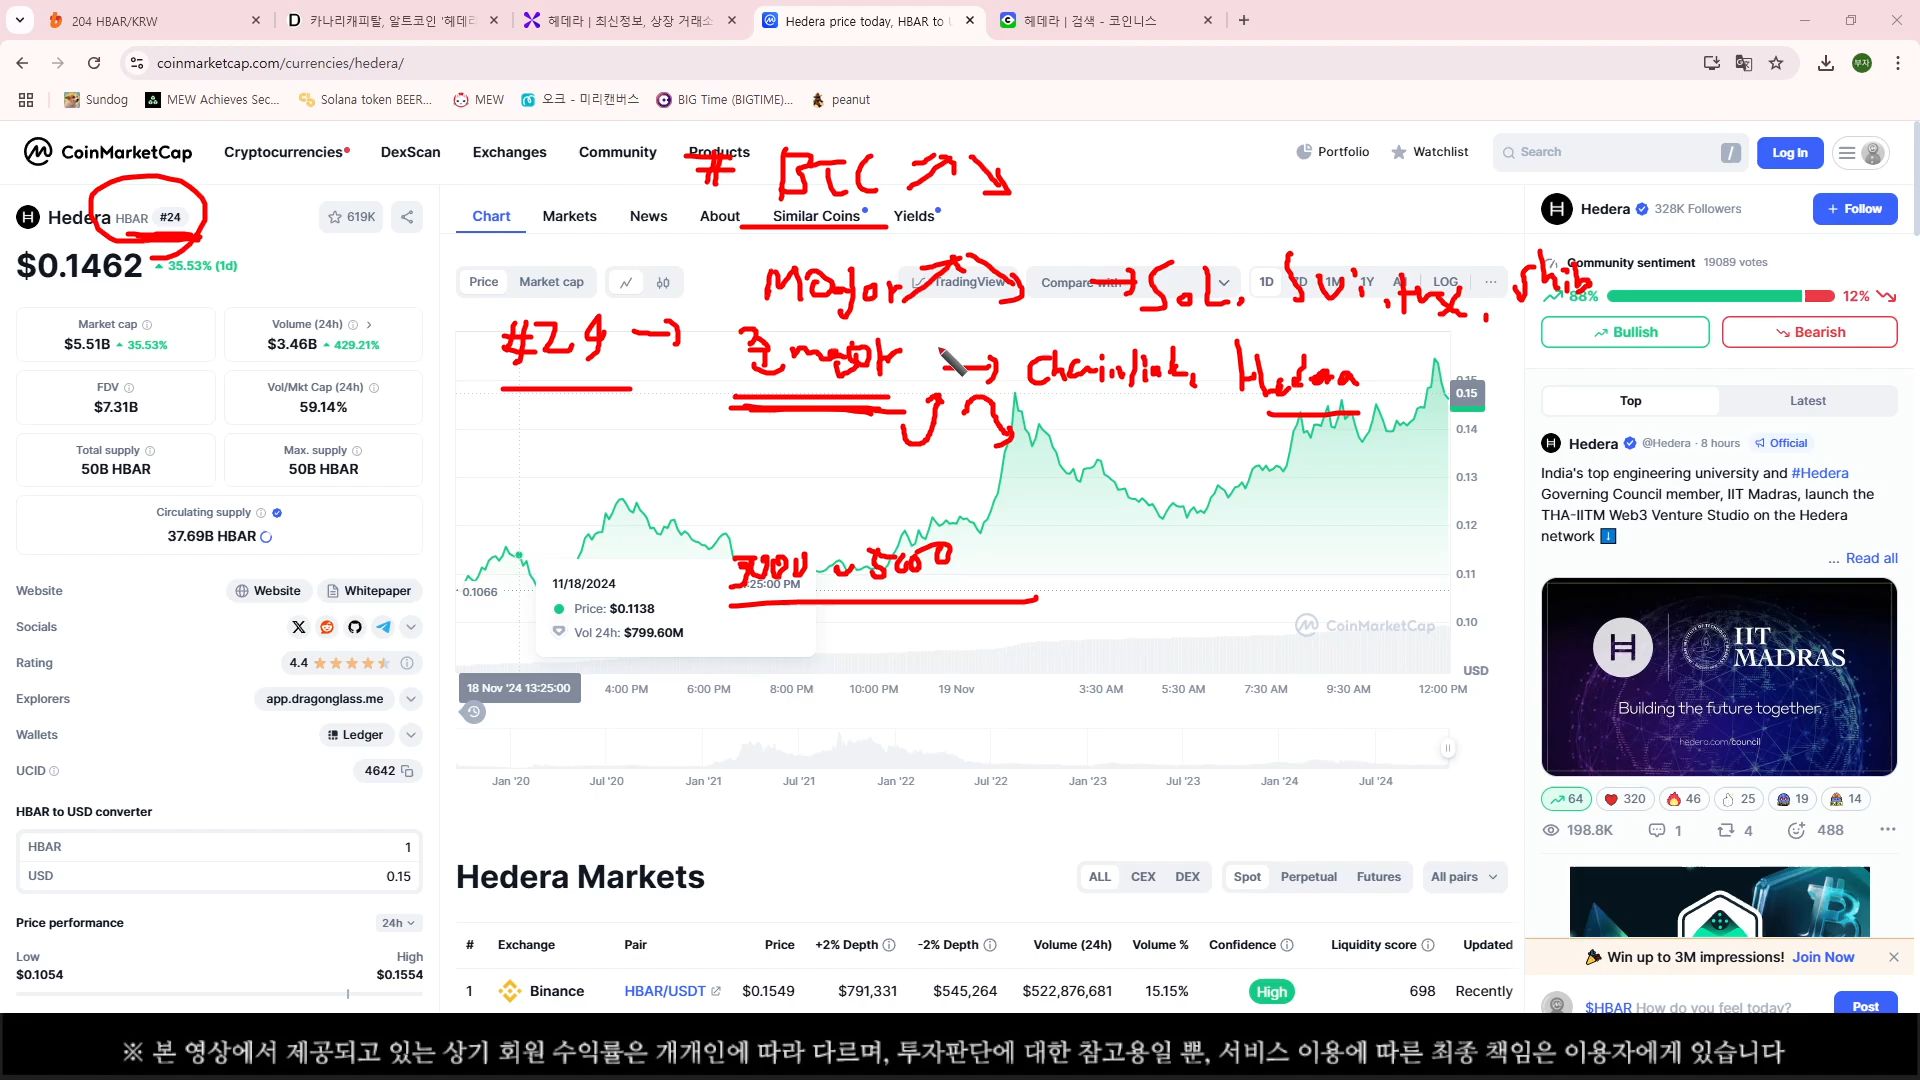 204 HBAR/KRW
카나리캐피탈, 알트코인 '헤데리
헤데라 | 최신정보, 상장 거래소
Hedera price today, HBAR to U
헤데라 | 검색 - 코인니스
coinmarketcap.com/currencies/hedera/
부자
Sundog
MEW Achieves Sec...
Solana token BEER...
MEW
오크 - 미리캔버스
BIG Time (BIGTIME)...
peanut
CoinMarketCap
Cryptocurrencies
DexScan
Exchanges
Community
Products
Portfolio
Watchlist
Search /
Log In
# BTC
Hedera HBAR #24
619K
$0.1462 35.53% (1d)
Market cap
$5.51B 35.53%
Volume (24h)
$3.46B 429.21%
FDV
$7.31B
Vol/Mkt Cap (24h)
59.14%
Total supply
50B HBAR
Max. supply
50B HBAR
Circulating supply
37.69B HBAR
Website Website Whitepaper
Socials
Rating 4.4
Explorers app.dragonglass.me
Wallets Ledger
UCID 4642
HBAR to USD converter
HBAR 1
USD 0.15
Price performance 24h
Low High
$0.1054 $0.1554
Chart Markets News About Similar Coins Yields
Price Market cap TradingView Compare with 1D 1M 1Y LOG ...
Major → SOL. SUI. trx. Shib
#24 → 준 major → Chainlink, Hedera
0.15
0.15
0.14
0.13
0.12
0.11
0.10
USD
0.1066
11/18/2024 :25:00 PM
Price: $0.1138
Vol 24h: $799.60M
CoinMarketCap
18 Nov '24 13:25:00 4:00 PM 6:00 PM 8:00 PM 10:00 PM 19 Nov 3:30 AM 5:30 AM 7:30 AM 9:30 AM 12:00 PM
Jan '20 Jul '20 Jan '21 Jul '21 Jan '22 Jul '22 Jan '23 Jul '23 Jan '24 Jul '24
Hedera Markets
ALL CEX DEX
Spot Perpetual Futures
All pairs
# Exchange Pair Price +2% Depth -2% Depth Volume (24h) Volume % Confidence Liquidity score Updated
1 Binance HBAR/USDT $0.1549 $791,331 $545,264 $522,876,681 15.15% High 698 Recently
Hedera 328K Followers
+ Follow
Community sentiment 19089 votes
88% 12%
Bullish Bearish
Top Latest
Hedera @Hedera · 8 hours Official
India's top engineering university and #Hedera
Governing Council member, IIT Madras, launch the
THA-IITM Web3 Venture Studio on the Hedera
network
... Read all
IIT
MADRAS
Building the future together.
hedera.com/council
64 320 46 25 19 14
198.8K 1 4 488
Win up to 3M impressions! Join Now
$HBAR How do you feel today?
Post
※ 본 영상에서 제공되고 있는 상기 회원 수익률은 개개인에 따라 다르며, 투자판단에 대한 참고용일 뿐, 서비스 이용에 따른 최종 책임은 이용자에게 있습니다